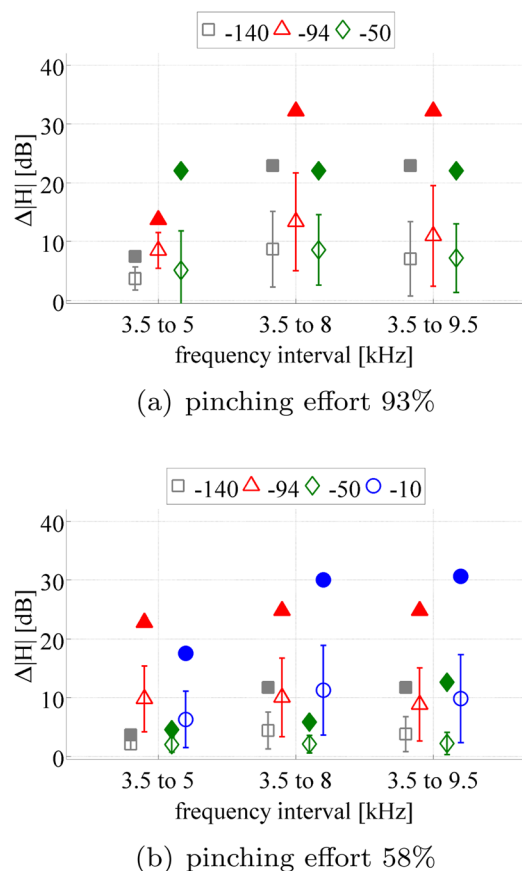 -140 -94 -50
40
30
20
10
0
Δ|H| [dB]
3.5 to 5 3.5 to 8 3.5 to 9.5
frequency interval [kHz]
(a) pinching effort 93%
-140 -94 -50 -10
40
30
20
10
0
Δ|H| [dB]
3.5 to 5 3.5 to 8 3.5 to 9.5
frequency interval [kHz]
(b) pinching effort 58%